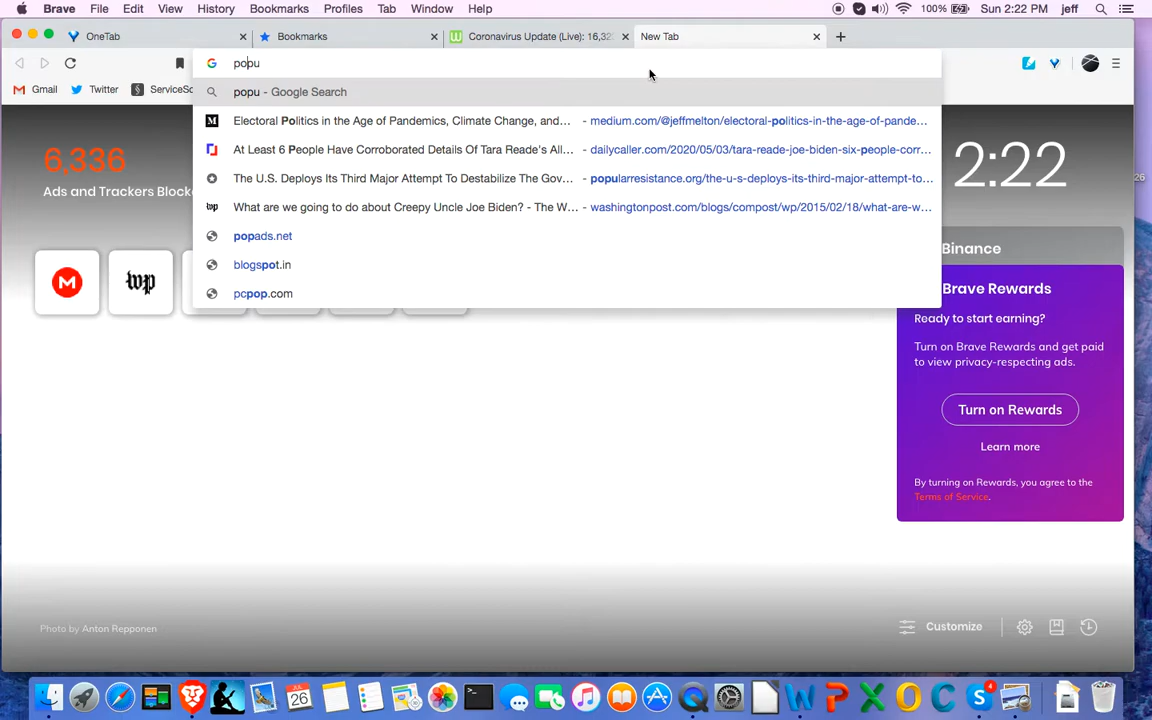 Brave File Edit View History Bookmarks Profiles Tab Window Help 100% Sun 2:22 PM jeff
OneTab Bookmarks Coronavirus Update (Live): 16,32 New Tab
popu
Gmail Twitter ServiceSc
popu - Google Search
Electoral Politics in the Age of Pandemics, Climate Change, and... - medium.com/@jeffmelton/electoral-politics-in-the-age-of-pande...
At Least 6 People Have Corroborated Details Of Tara Reade's All... - dailycaller.com/2020/05/03/tara-reade-joe-biden-six-people-corr...
The U.S. Deploys Its Third Major Attempt To Destabilize The Gov... - popularresistance.org/the-u-s-deploys-its-third-major-attempt-to...
What are we going to do about Creepy Uncle Joe Biden? - The W... - washingtonpost.com/blogs/compost/wp/2015/02/18/what-are-w...
popads.net
blogspot.in
pcpop.com
6,336
Ads and Trackers Blocke
2:22
26
M wp
Binance
Brave Rewards
Ready to start earning?
Turn on Brave Rewards and get paid
to view privacy-respecting ads.
Turn on Rewards
Learn more
By turning on Rewards, you agree to the
Terms of Service.
Photo by Anton Repponen
Customize
JUL
26
4